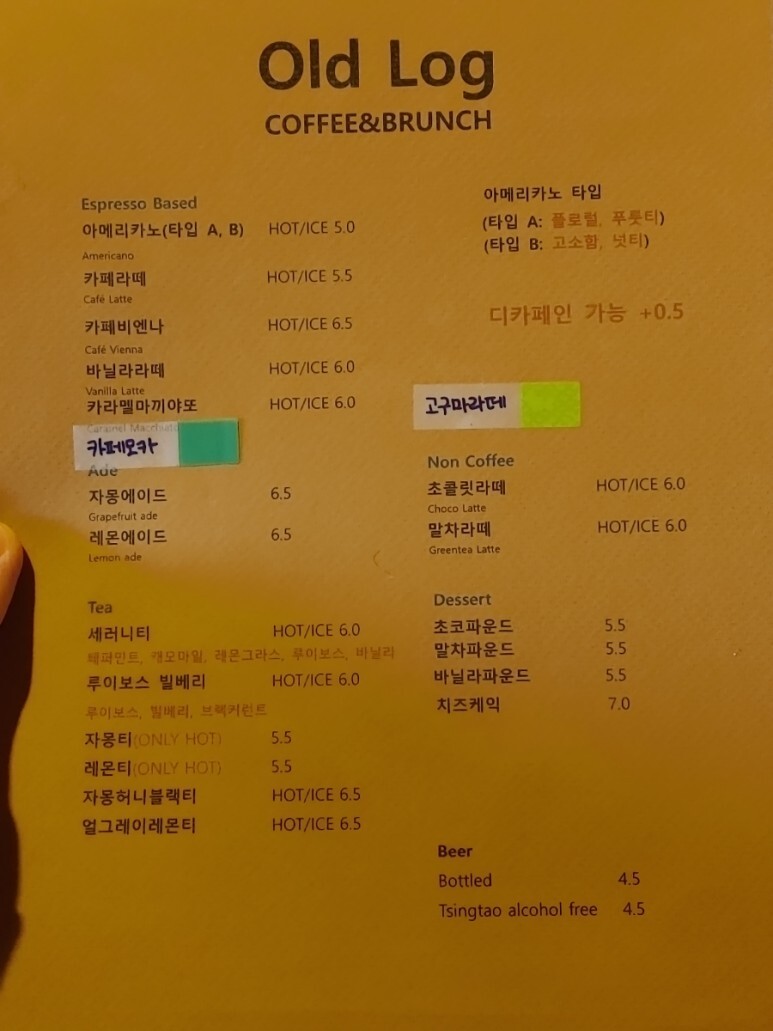 Old Log
COFFEE&BRUNCH
Espresso Based
아메리카노(타입 A, B) HOT/ICE 5.0
Americano
카페라떼 HOT/ICE 5.5
Café Latte
카페비엔나 HOT/ICE 6.5
Café Vienna
바닐라라떼 HOT/ICE 6.0
Vanilla Latte
카라멜마끼야또 HOT/ICE 6.0
Caramel Macchiato
카페모카
Ade
자몽에이드 6.5
Grapefruit ade
레몬에이드 6.5
Lemon ade
Tea
세러니티 HOT/ICE 6.0
페퍼민트, 캐모마일, 레몬그라스, 루이보스, 바닐리
루이보스 빌베리 HOT/ICE 6.0
루이보스, 빌베리, 브랙커런트
자몽티(ONLY HOT) 5.5
레몬티(ONLY HOT) 5.5
자몽허니블랙티 HOT/ICE 6.5
얼그레이레몬티 HOT/ICE 6.5
아메리카노 타입
(타입 A: 플로럴, 푸룻티)
(타입 B: 고소함, 넛티)
디카페인 가능 +0.5
고구마라떼
Non Coffee
초콜릿라떼 HOT/ICE 6.0
Choco Latte
말차라떼 HOT/ICE 6.0
Greentea Latte
Dessert
초코파운드 5.5
말차파운드 5.5
바닐라파운드 5.5
치즈케익 7.0
Beer
Bottled 4.5
Tsingtao alcohol free 4.5